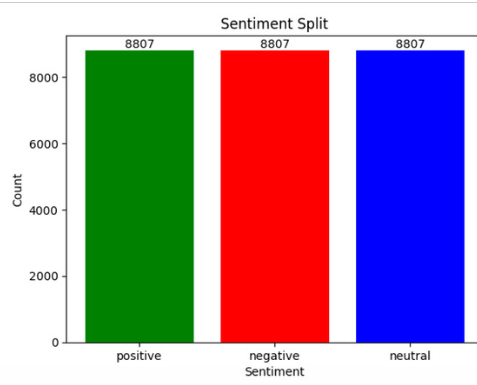 Sentiment Split
8807 8807 8807
8000
6000
4000
2000
0
Count
positive negative neutral
Sentiment